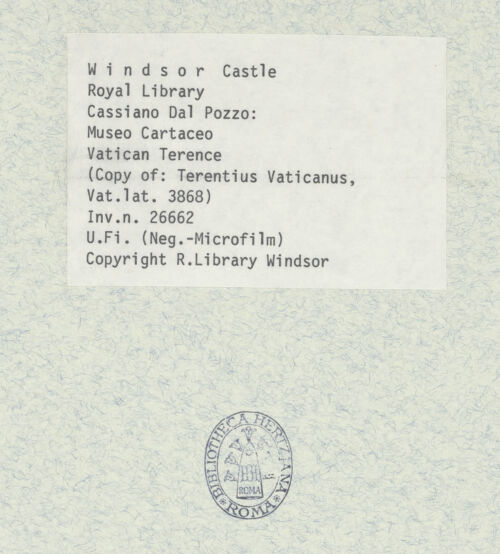 Windsor Castle
Royal Library
Cassiano Dal Pozzo:
Museo Cartaceo
Vatican Terence
(Copy of: Terentius Vaticanus,
Vat.lat. 3868)
Inv.n. 26662
U.Fi. (Neg.-Microfilm)
Copyright R.Library Windsor
BIBLIOTHECA HERTZIANA
ROMA
ROMA